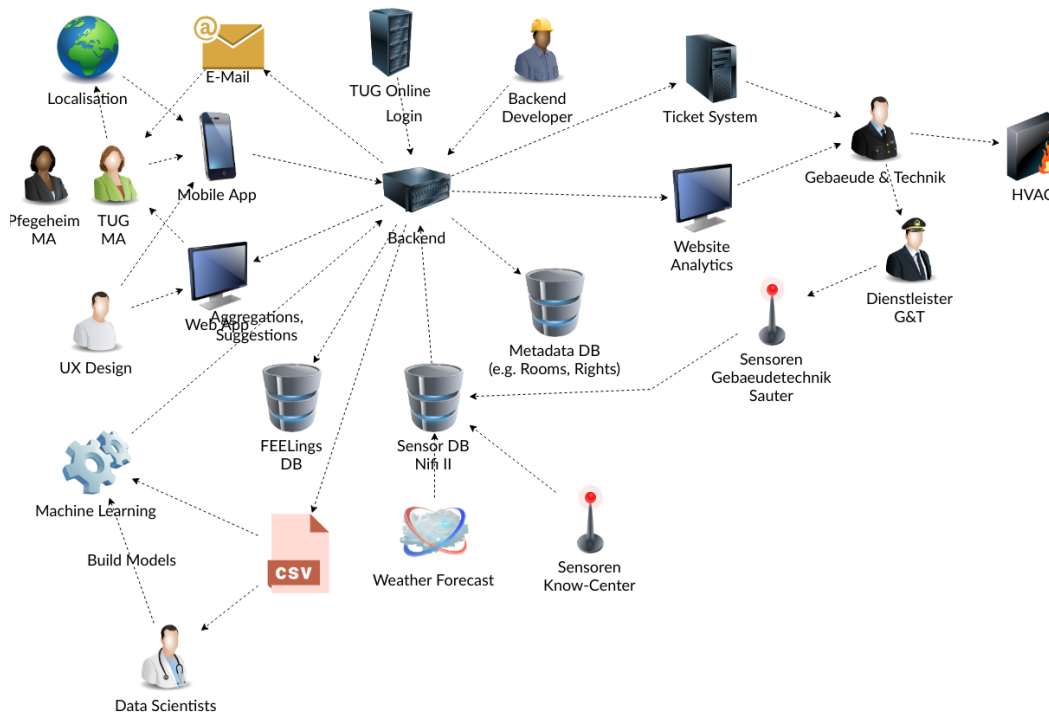 @
Localisation
E-Mail
TUG Online
Login
Backend
Developer
Ticket System
Gebaeude & Technik
HVAC
Pfegeheim
MA
TUG
MA
Mobile App
Backend
Website
Analytics
Dienstleister
G&T
Web App
Aggregations,
Suggestions
UX Design
Metadata DB
(e.g. Rooms, Rights)
Sensoren
Gebaeudetechnik
Sauter
FEELings
DB
Sensor DB
Nifi II
Machine Learning
Build Models
CSV
Weather Forecast
Sensoren
Know-Center
Data Scientists